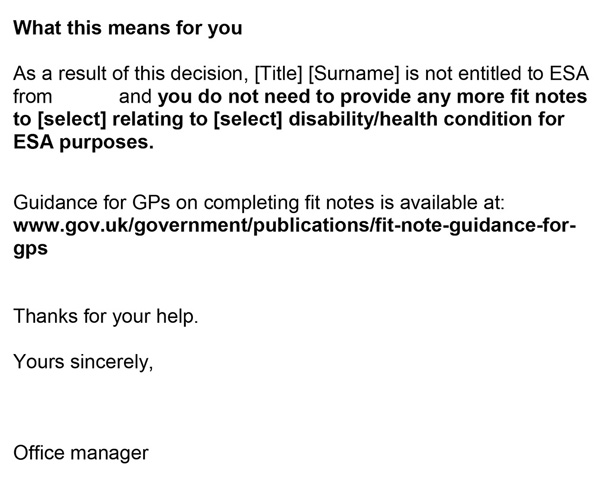 What this means for you
As a result of this decision, [Title] [Surname] is not entitled to ESA
from and you do not need to provide any more fit notes
to [select] relating to [select] disability/health condition for
ESA purposes.
Guidance for GPs on completing fit notes is available at:
www.gov.uk/government/publications/fit-note-guidance-for-
gps
Thanks for your help.
Yours sincerely,
Office manager